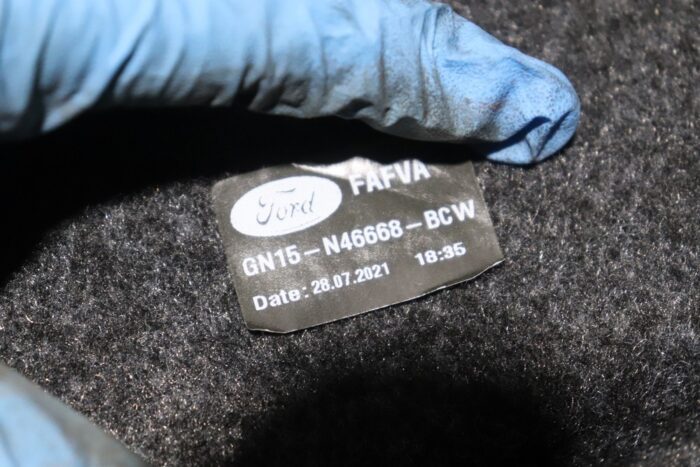 Ford FAFVA
GN15-N46668-BCW
Date: 28.07.2021 18:35